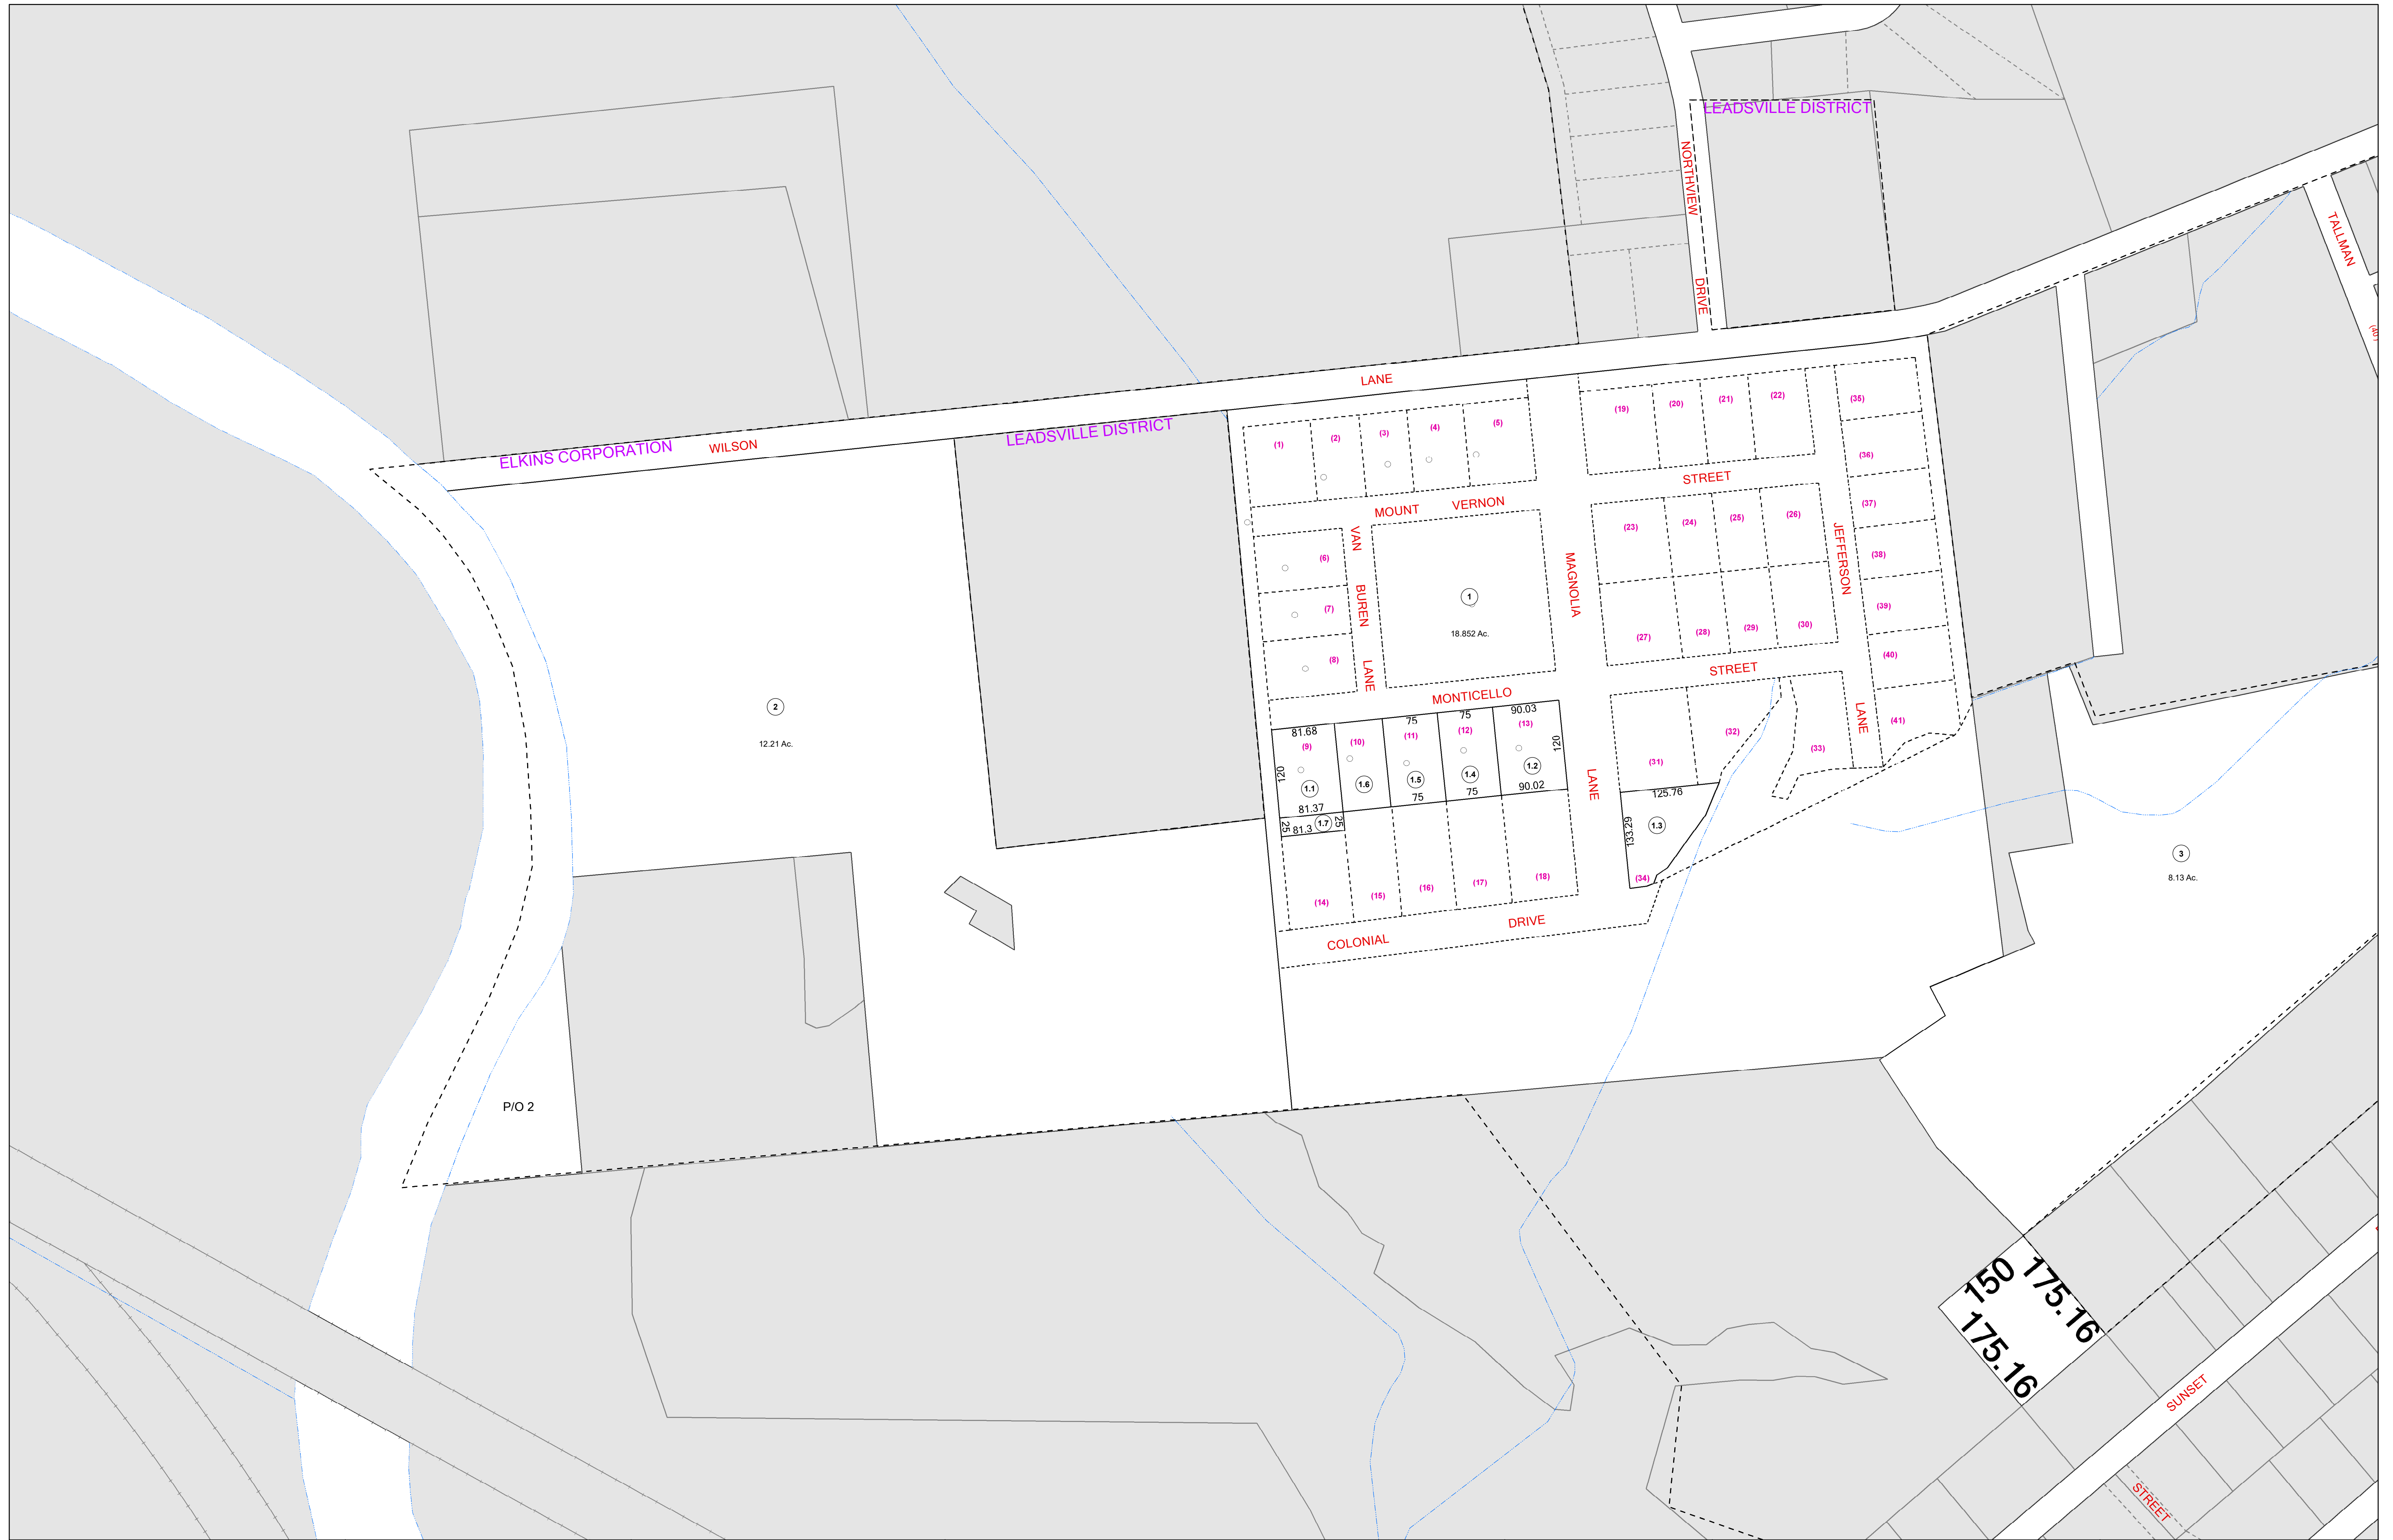 LEADSVILLE DISTRICT
NORTHVIEW
DRIVE
TALLMAN
LANE
WILSON
ELKINS CORPORATION
LEADSVILLE DISTRICT
(1)
(2)
(3)
(4)
(5)
(19)
(20)
(21)
(22)
(35)
MOUNT
VERNON
STREET
(36)
(37)
(38)
(39)
(40)
(41)
(23)
(24)
(25)
(26)
(27)
(28)
(29)
(30)
JEFFERSON
LANE
VAN
BUREN
LANE
(6)
(7)
(8)
1
18.852 Ac.
MAGNOLIA
LANE
MONTICELLO
STREET
2
12.21 Ac.
81.68
75
75
90.03
(9)
(10)
(11)
(12)
(13)
120
120
1.1
1.6
1.5
1.4
1.2
81.37
75
75
90.02
25
81.3
1.7
25
(14)
(15)
(16)
(17)
(18)
(31)
(32)
(33)
125.76
133.29
1.3
(34)
COLONIAL
DRIVE
3
8.13 Ac.
P/O 2
150
175.16
175.16
SUNSET
STREET